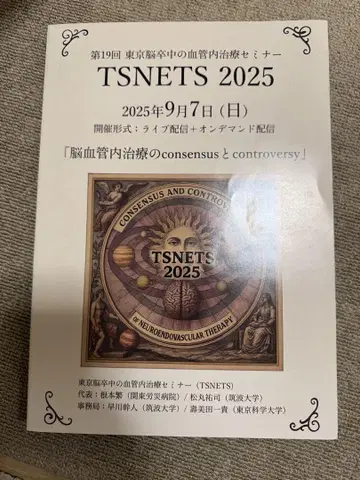 第19回 東京脳卒中の血管内治療セミナー
TSNETS 2025
2025年9月7日（日）
開催形式：ライブ配信＋オンデマンド配信
「脳血管内治療のconsensusとcontroversy」
CONSENSUS AND CONTROVERSY
TSNETS
2025
OF NEUROENDOVASCULAR THERAPY
東京脳卒中の血管内治療セミナー（TSNETS）
代表：根本繁（関東労災病院）/ 松丸祐司（筑波大学）
事務局：早川幹人（筑波大学）/ 壽美田一貴（東京科学大学）